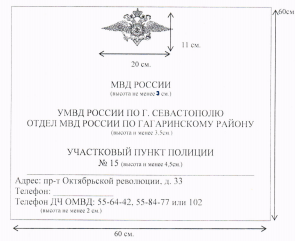 60см.
11 см.
20 см.
МВД РОССИИ
(высота не менее 3 см.)
УМВД РОССИИ ПО Г. СЕВАСТОПОЛЮ
ОТДЕЛ МВД РОССИИ ПО ГАГАРИНСКОМУ РАЙОНУ
(высота и менее 3.5см.)
УЧАСТКОВЫЙ ПУНКТ ПОЛИЦИИ
№ 15 (высота и менее 4,5см.)
Адрес: пр-т Октябрьской революции, д. 33
Телефон:
Телефон ДЧ ОМВД: 55-64-42, 55-84-77 или 102
(высота не менее 2 см.)
60 см.